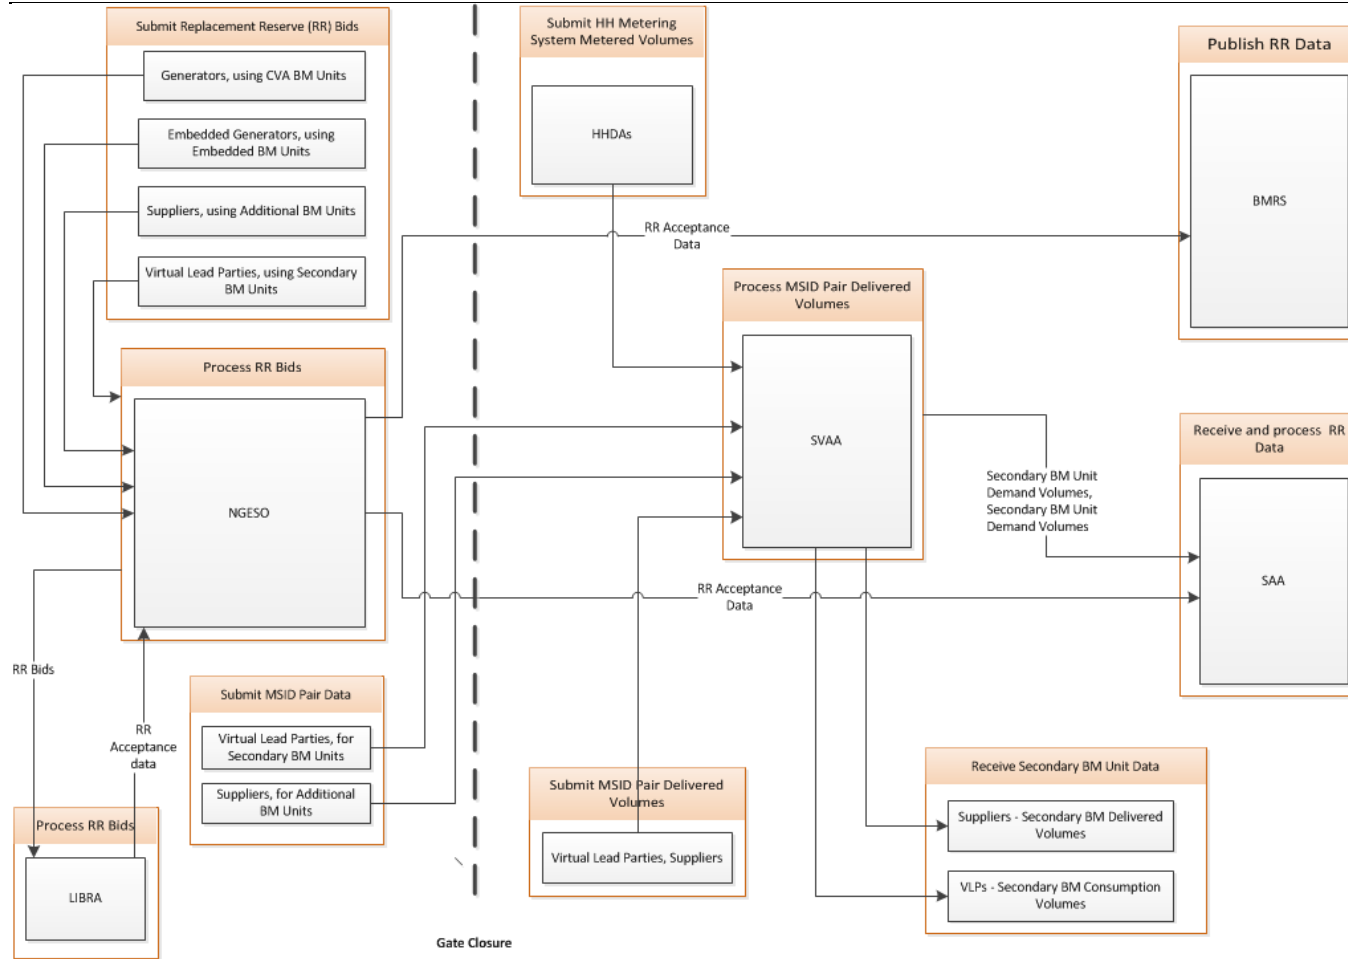 Submit Replacement Reserve (RR) Bids
Generators, using CVA BM Units
Embedded Generators, using
Embedded BM Units
Suppliers, using Additional BM Units
Virtual Lead Parties, using Secondary
BM Units
Process RR Bids
NGESO
RR Bids
RR
Acceptance
data
Process RR Bids
LIBRA
Submit MSID Pair Data
Virtual Lead Parties, for
Secondary BM Units
Suppliers, for Additional
BM Units
Gate Closure
Submit HH Metering
System Metered Volumes
HHDAs
RR Acceptance
Data
Process MSID Pair Delivered
Volumes
SVAA
RR Acceptance
Data
Submit MSID Pair Delivered
Volumes
Virtual Lead Parties, Suppliers
Publish RR Data
BMRS
Secondary BM Unit
Demand Volumes,
Secondary BM Unit
Demand Volumes
Receive and process RR
Data
SAA
Receive Secondary BM Unit Data
Suppliers - Secondary BM Delivered
Volumes
VLPs - Secondary BM Consumption
Volumes